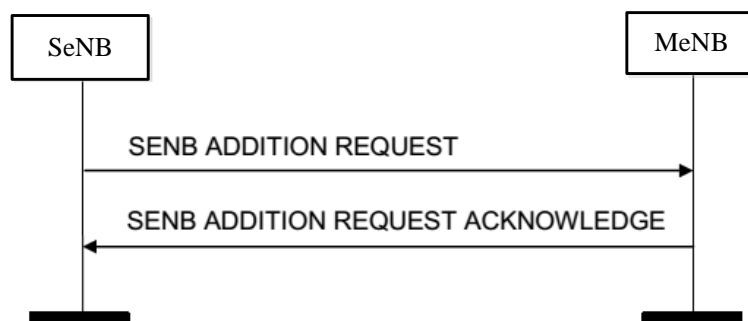 SeNB
MeNB
SENB ADDITION REQUEST
SENB ADDITION REQUEST ACKNOWLEDGE